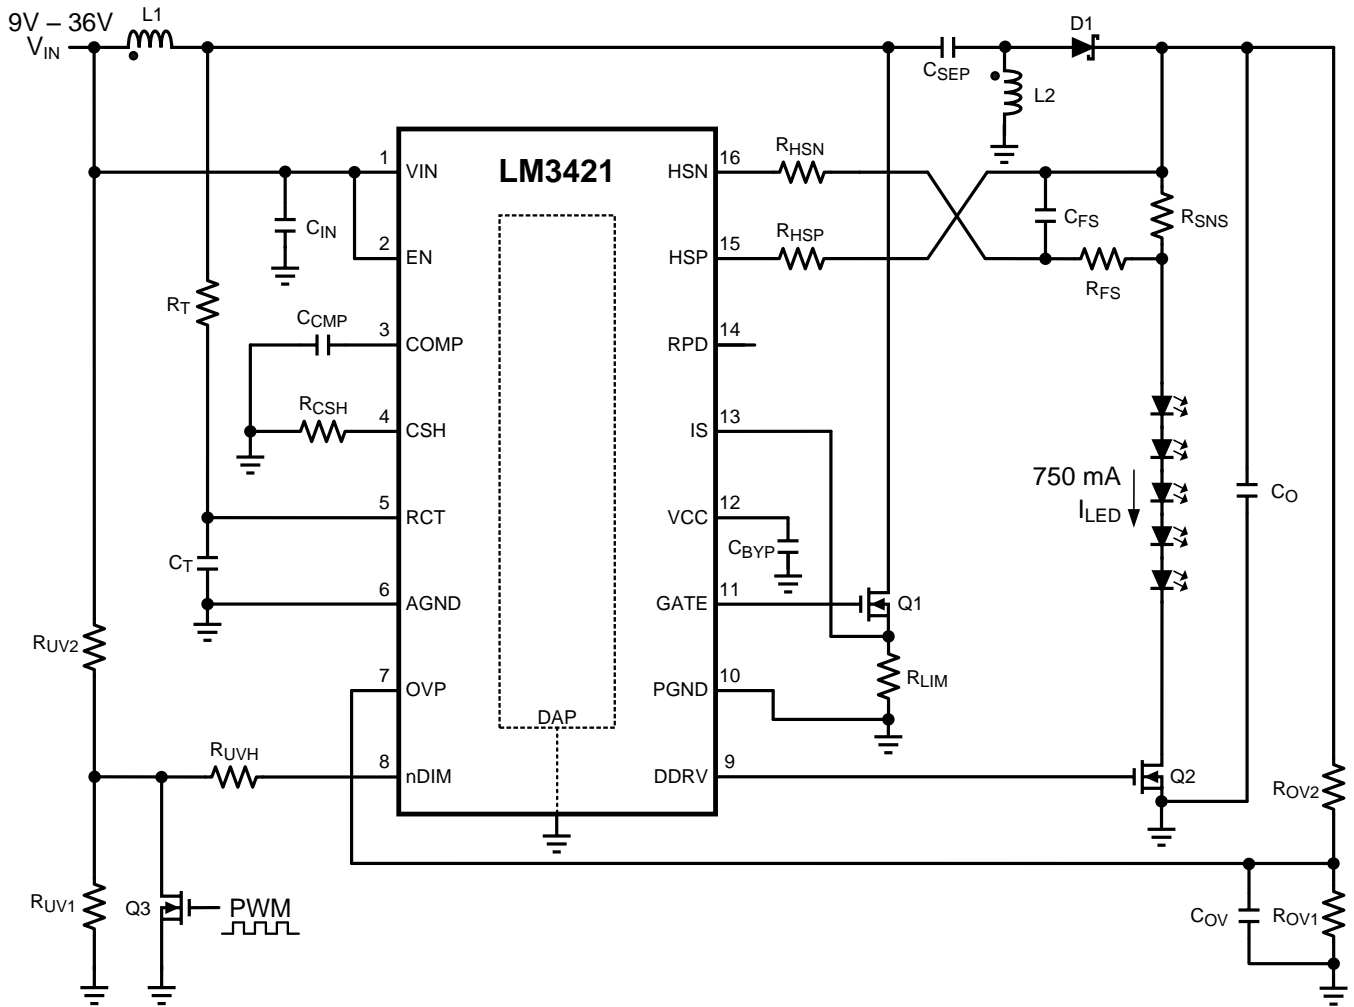 9V – 36V
VIN
L1
D1
CSEP
L2
LM3421
1
VIN
HSN
16
RHSN
CIN
CFS
RSNS
2
EN
HSP
15
RHSP
RFS
RT
CCMP
3
COMP
RPD
14
RCSH
4
CSH
IS
13
750 mA
ILED
CO
5
RCT
VCC
12
CT
CBYP
6
AGND
GATE
11
Q1
RUV2
7
OVP
PGND
10
RLIM
DAP
RUVH
8
nDIM
DDRV
9
Q2
ROV2
RUV1
Q3
PWM
COV
ROV1